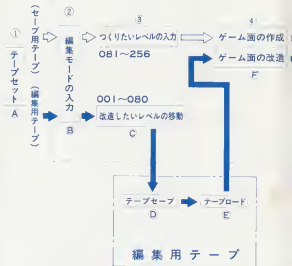 ①
テープセット
A
(セーブ用テープ)
(編集用テープ)
②
編集モードの入力
B
③
つくりたいレベルの入力
081〜256
001〜080
改造したいレベルの移動
C
④
ゲーム面の作成
ゲーム面の改造
F
テープセーブ
D
テープロード
E
編集用テープ